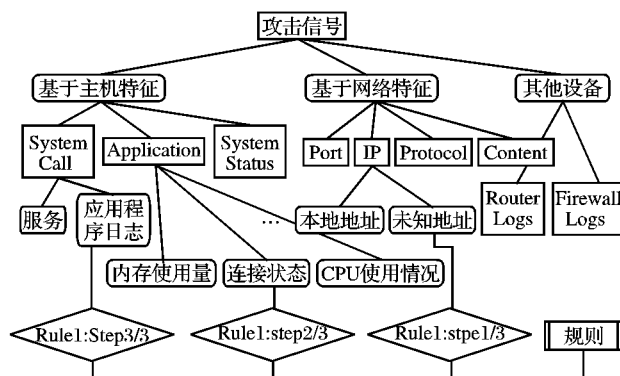 攻击信号
基于主机特征
基于网络特征
其他设备
System
Call
Application
System
Status
Port
IP
Protocol
Content
服务
应用程
序日志
…
本地地址
未知地址
Router
Logs
Firewall
Logs
内存使用量
连接状态
CPU使用情况
Rule1:Step3/3
Rule1:step2/3
Rule1:stpe1/3
规则